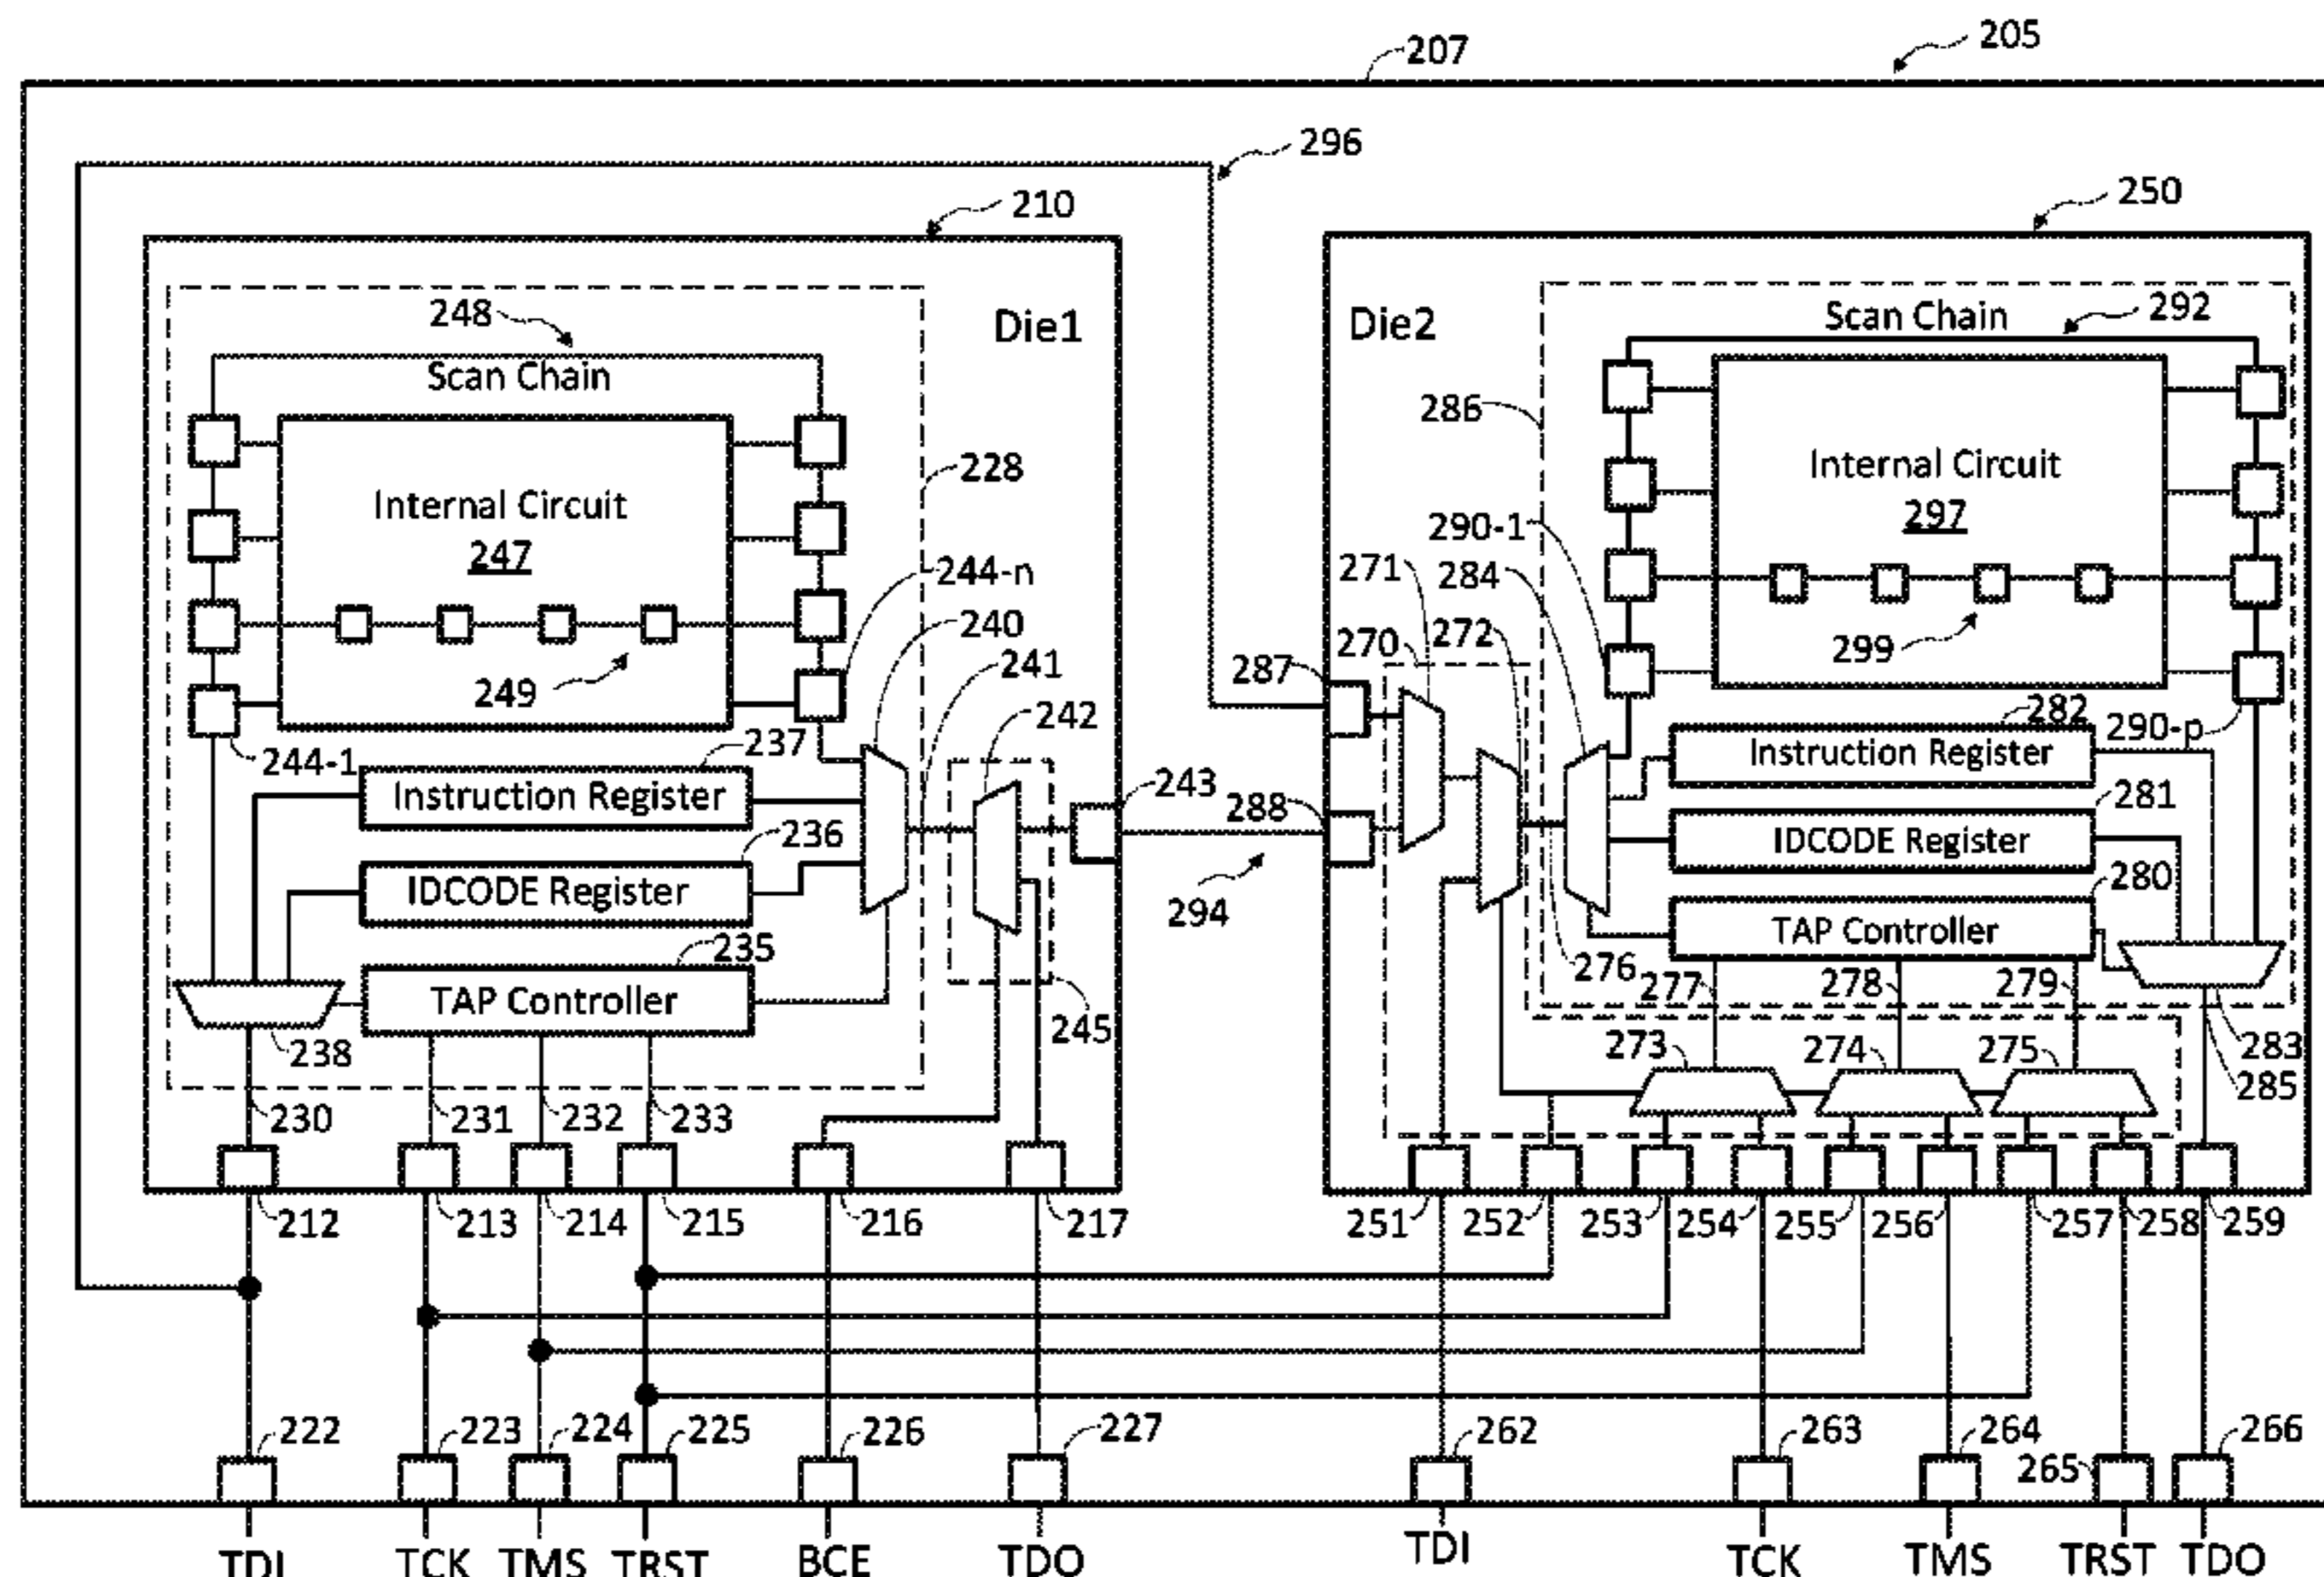 205
207
296
210
250
248
Die1
Die2
Scan Chain
292
Scan Chain
286
228
Internal Circuit
247
Internal Circuit
297
290-1
244-n
271
284
240
270
272
299
241
287
249
242
282
290-p
237
244-1
Instruction Register
Instruction Register
243
288
281
236
IDCODE Register
IDCODE Register
280
294
235
TAP Controller
TAP Controller
276
277
278
279
245
238
273
274
275
283
285
230
231
232
233
212
213
214
215
216
217
251
252
253
254
255
256
257
258
259
222
223
224
225
226
227
262
263
264
265
266
TDI
TCK
TMS
TRST
BCE
TDO
TDI
TCK
TMS
TRST
TDO